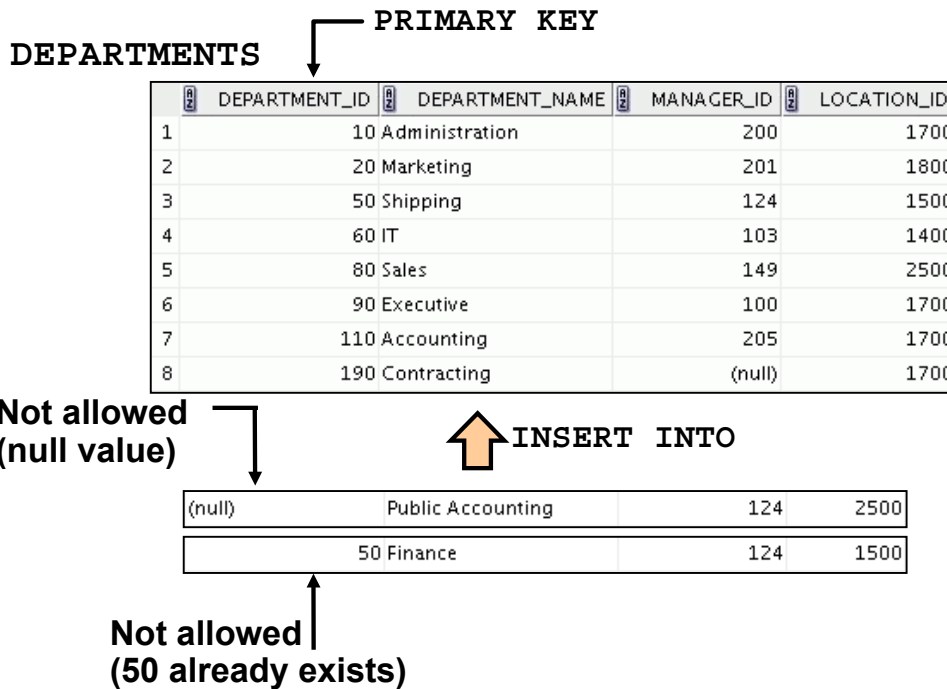 PRIMARY KEY
DEPARTMENTS
DEPARTMENT_ID DEPARTMENT_NAME MANAGER_ID LOCATION_ID
1 10 Administration 200 1700
2 20 Marketing 201 1800
3 50 Shipping 124 1500
4 60 IT 103 1400
5 80 Sales 149 2500
6 90 Executive 100 1700
7 110 Accounting 205 1700
8 190 Contracting (null) 1700
Not allowed
(null value)
INSERT INTO
(null) Public Accounting 124 2500
50 Finance 124 1500
Not allowed
(50 already exists)